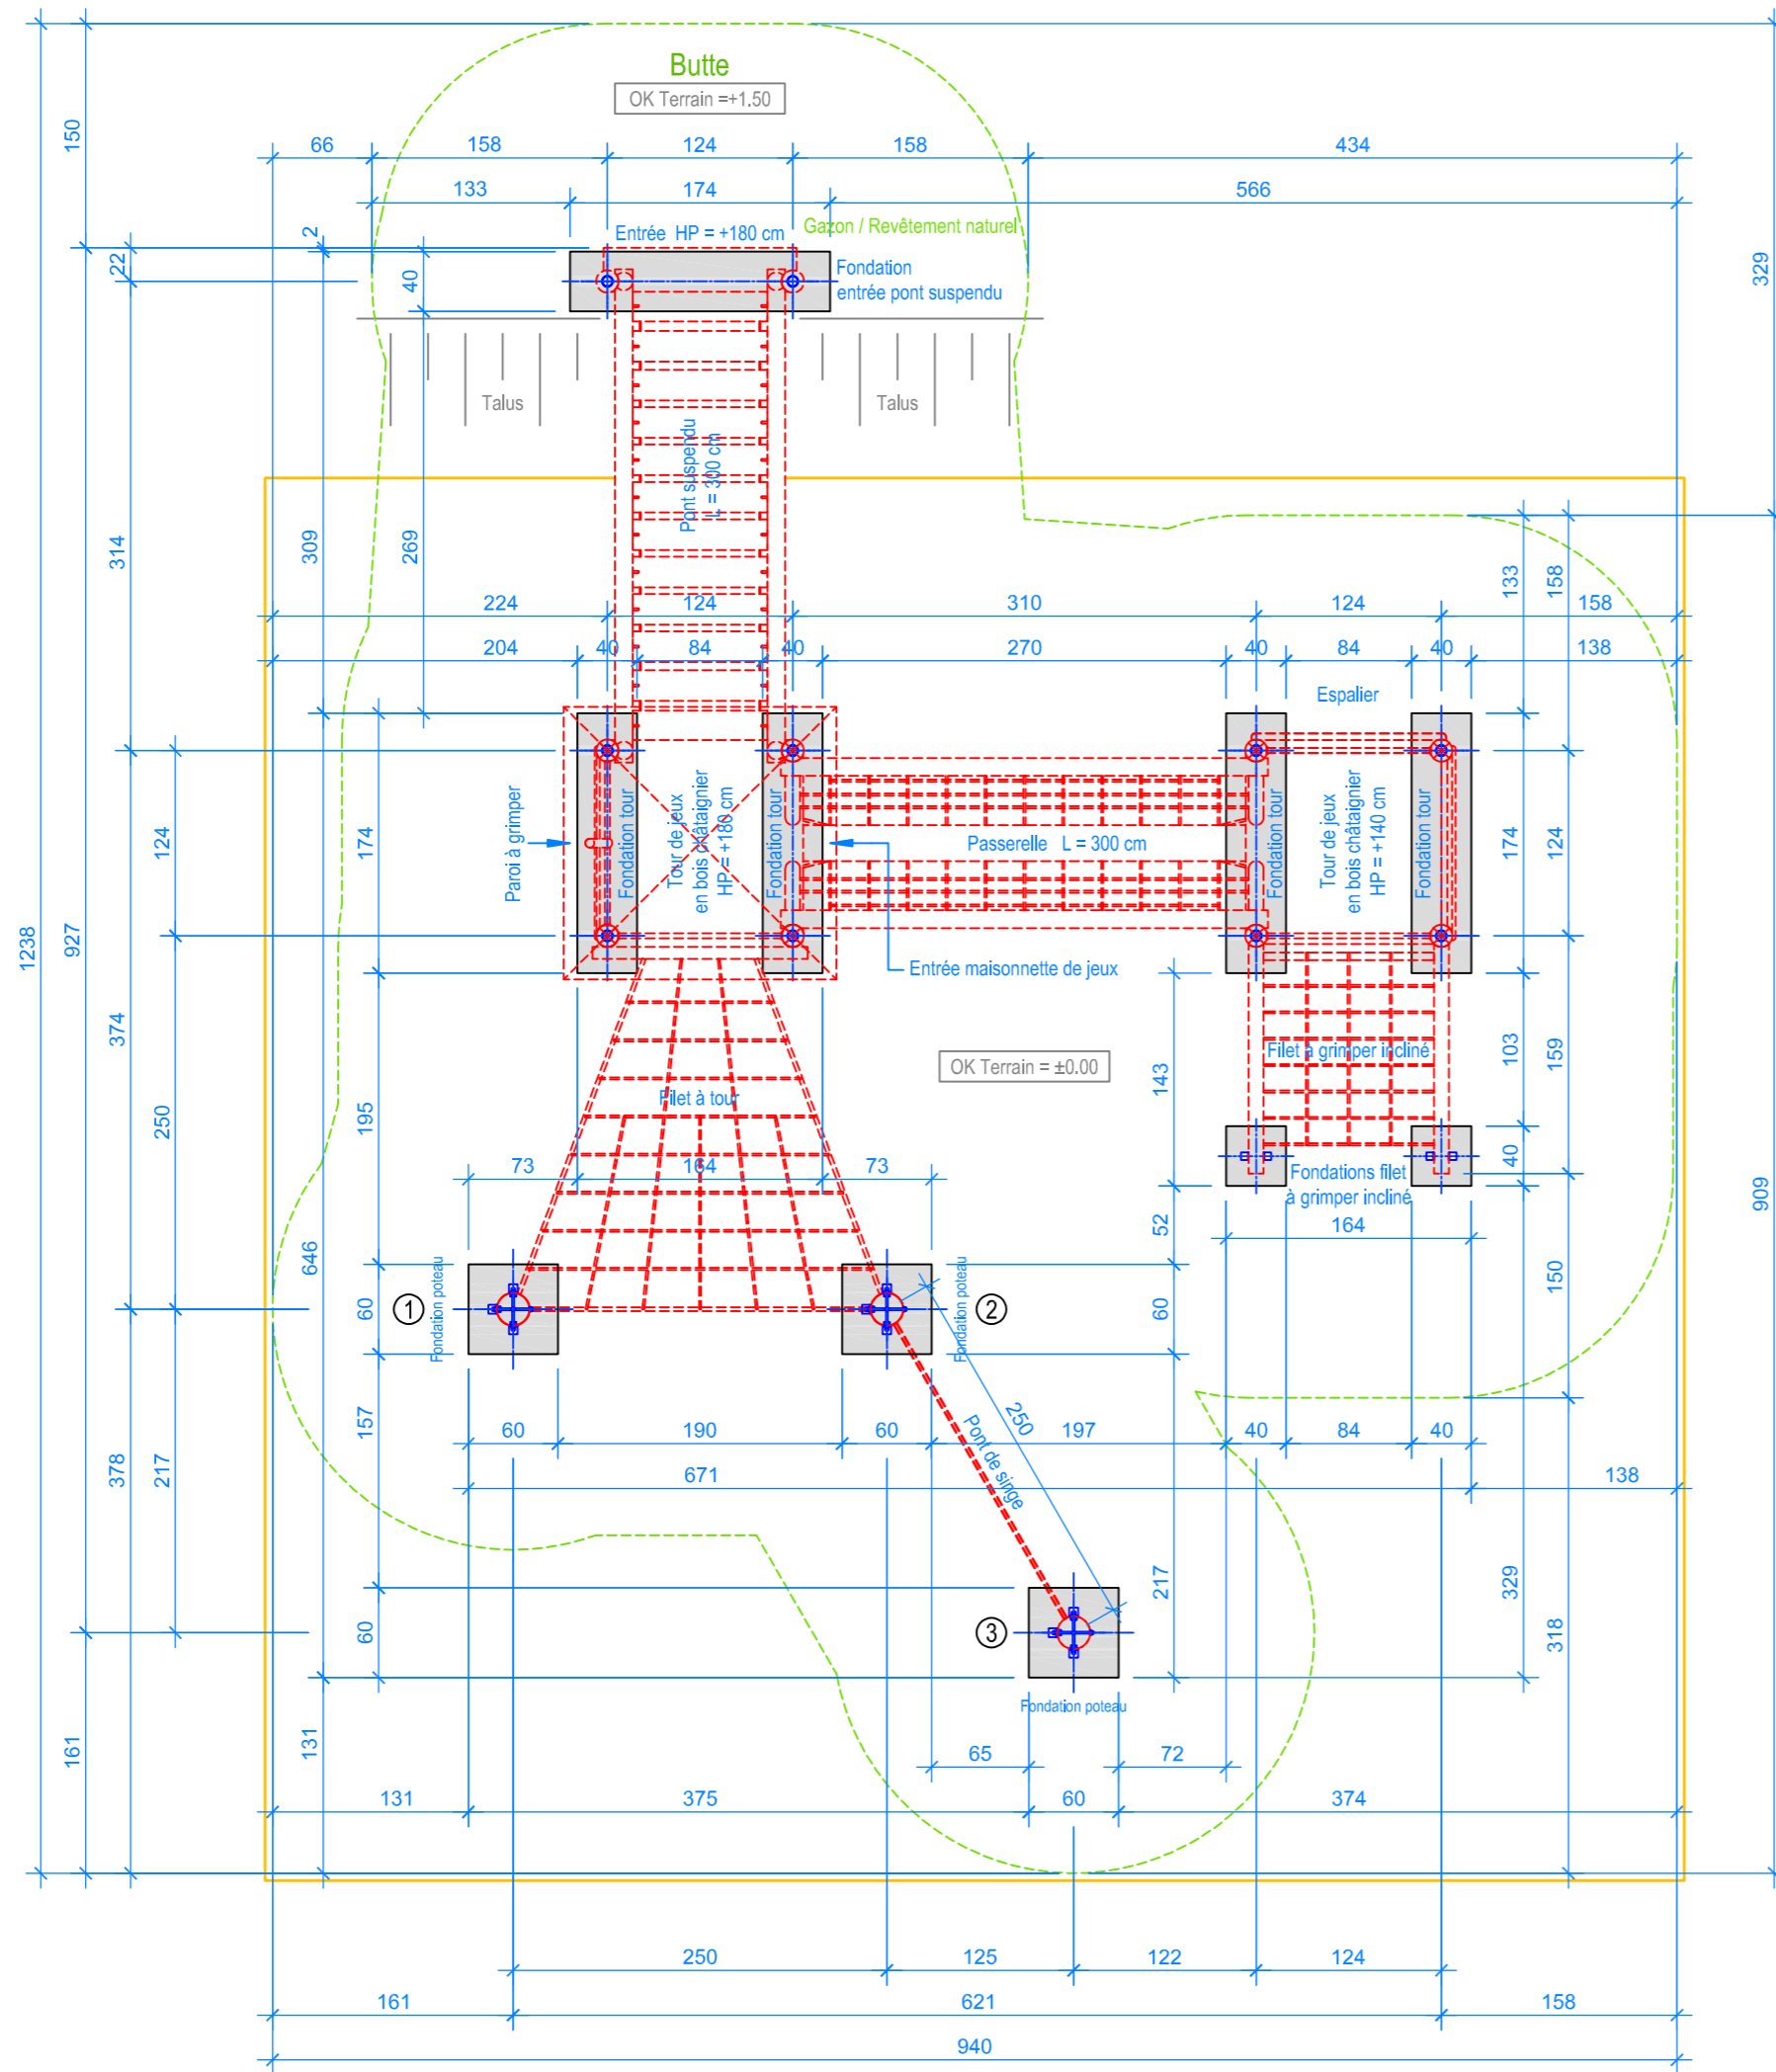 Butte
OK Terrain =+1.50
150
66
158
124
158
434
133
174
566
329
2
22
40
Entrée HP = +180 cm
Gazon / Revêtement naturel
Fondation
entrée pont suspendu
Talus
Talus
Pont suspendu
L = 300 cm
314
309
269
133
158
224
124
310
124
158
204
40
84
40
270
40
84
40
138
Espalier
Paroi à grimper
Fondation tour
Tour de jeux
en bois châtaignier
HP = +180 cm
Fondation tour
Passerelle L = 300 cm
Fondation tour
Tour de jeux
en bois châtaignier
HP = +140 cm
Fondation tour
124
174
174
124
1238
927
Entrée maisonnette de jeux
374
250
195
OK Terrain = ±0.00
143
Filet à grimper incliné
103
159
Filet à tour
73
164
73
40
Fondations filet
à grimper incliné
164
909
646
52
150
1
Fondation poteau
60
2
Fondation poteau
60
250
Pont de singe
157
60
190
60
197
40
84
40
378
217
671
138
217
329
318
60
3
Fondation poteau
161
131
65
72
131
375
60
374
250
125
122
124
161
621
158
940